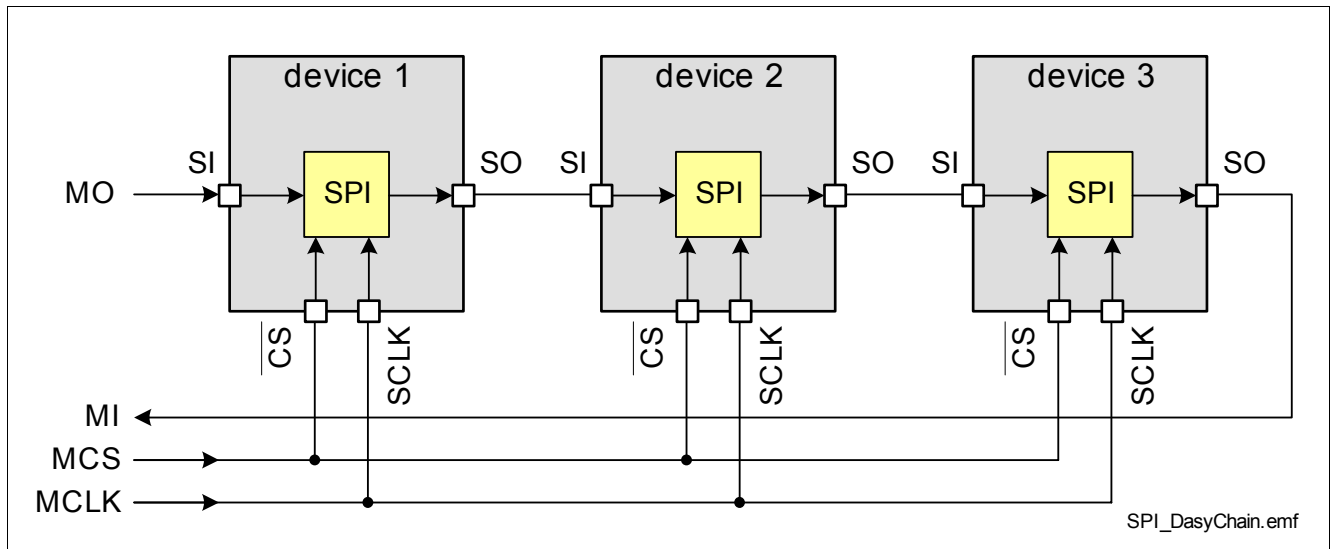 device 1
device 2
device 3
SI
SO
SI
SO
SI
SO
MO
SPI
SPI
SPI
CS
SCLK
CS
SCLK
CS
SCLK
MI
MCS
MCLK
SPI_DasyChain.emf